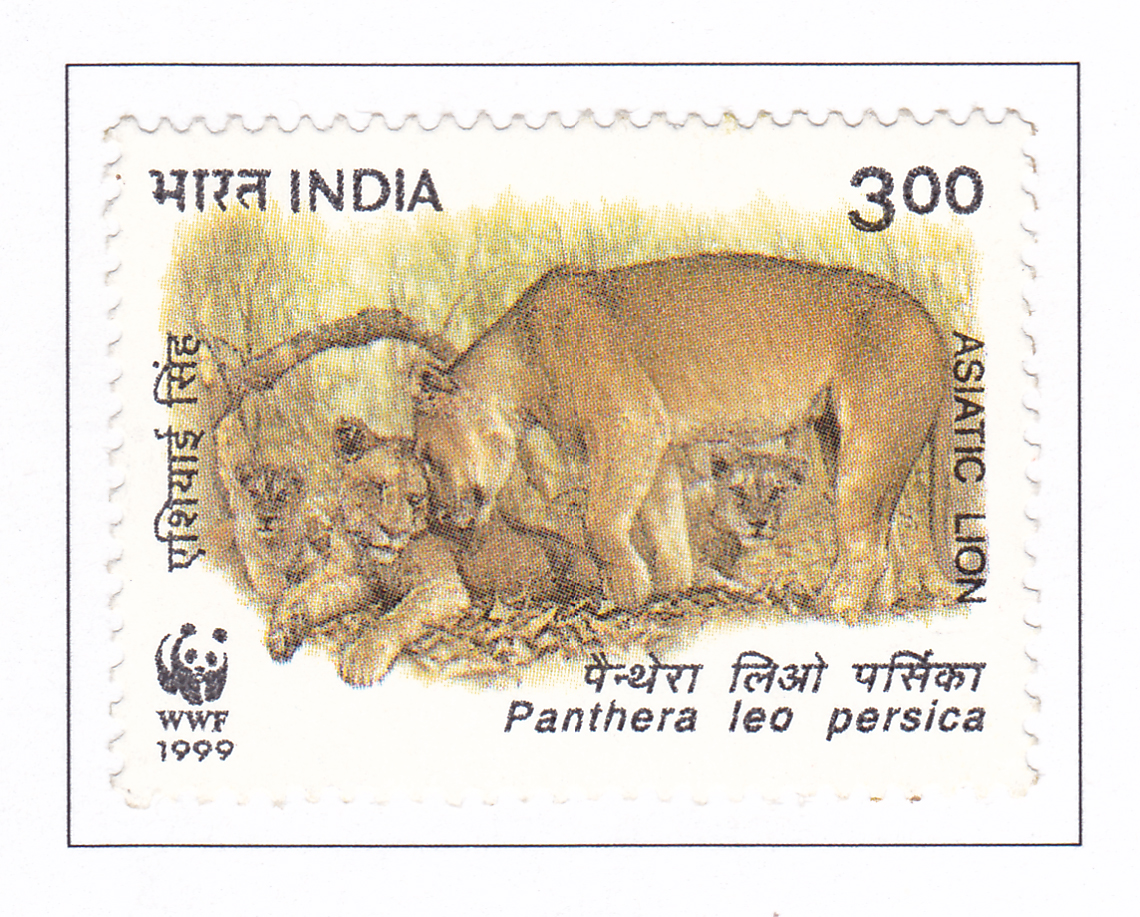 भारत INDIA
3.00
एशियाई सिंह
ASIATIC LION
पैन्थेरा लिओ पर्सिका
Panthera leo persica
WWF
1999